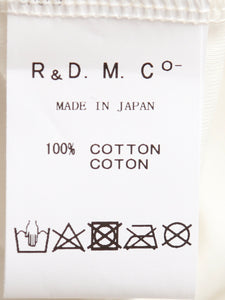 R & D. M. Co-
MADE IN JAPAN
100% COTTON
COTON